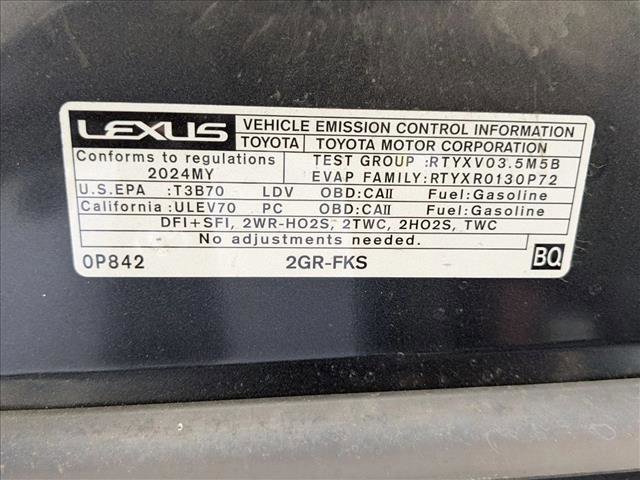 LEXUS VEHICLE EMISSION CONTROL INFORMATION
TOYOTA TOYOTA MOTOR CORPORATION
Conforms to regulations TEST GROUP :RTYXV03.5M5B
2024MY EVAP FAMILY:RTYXR0130P72
U.S.EPA :T3B70 LDV OBD:CAII Fuel:Gasoline
California :ULEV70 PC OBD:CAII Fuel:Gasoline
DFI+SFI, 2WR-HO2S, 2TWC, 2HO2S, TWC
No adjustments needed.
0P842 2GR-FKS BQ